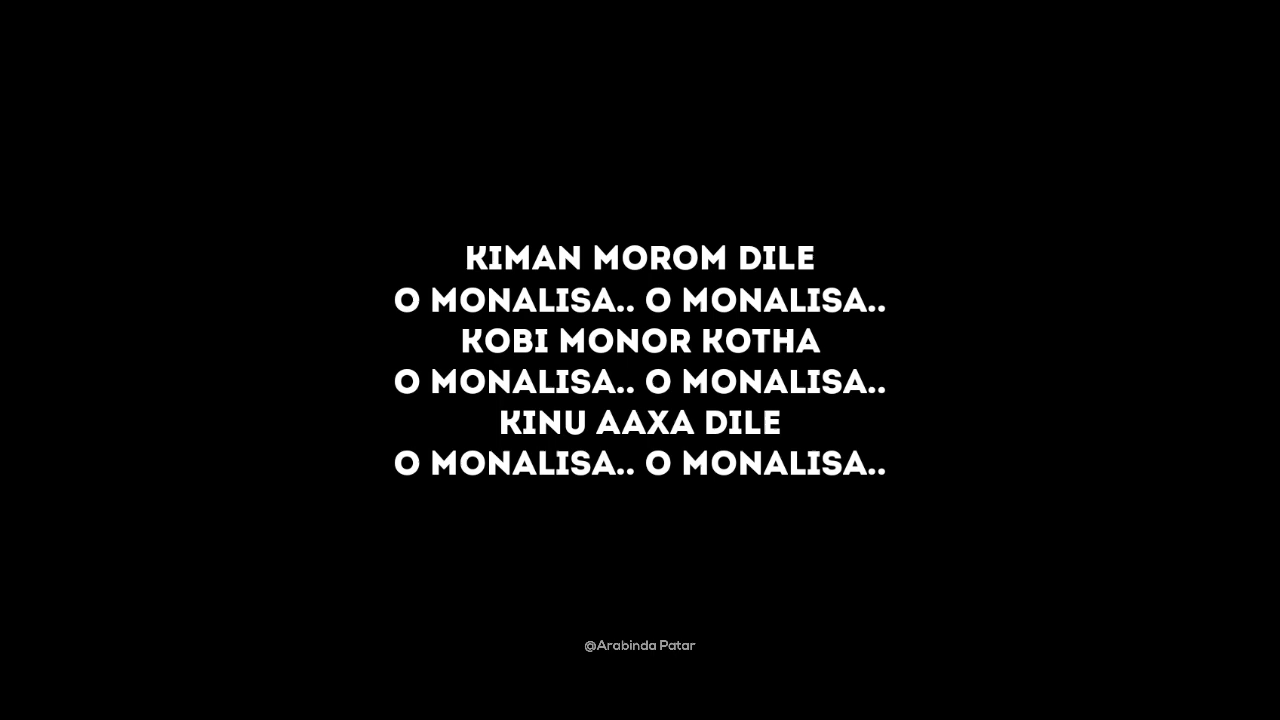 KIMAN MOROM DILE
O MONALISA.. O MONALISA..
KOBI MONOR KOTHA
O MONALISA.. O MONALISA..
KINU AAXA DILE
O MONALISA.. O MONALISA..
@Arabinda Patar